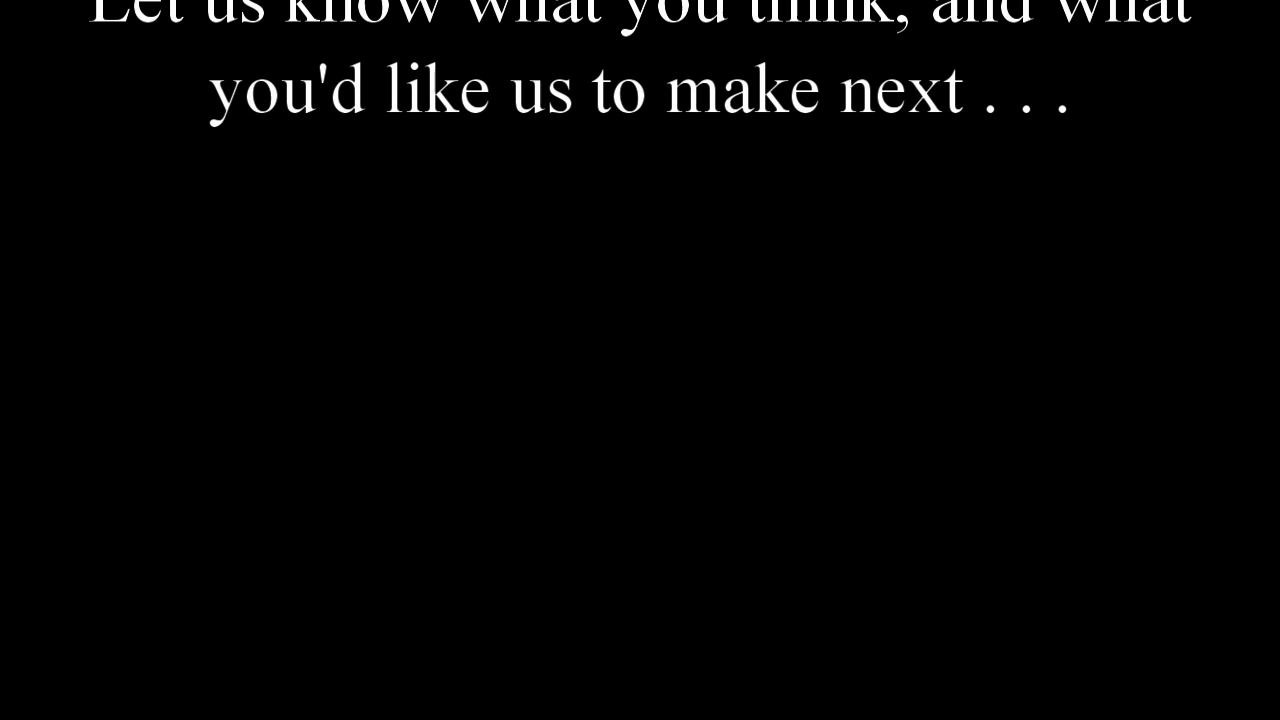 Let us know what you think, and what
you'd like us to make next . . .